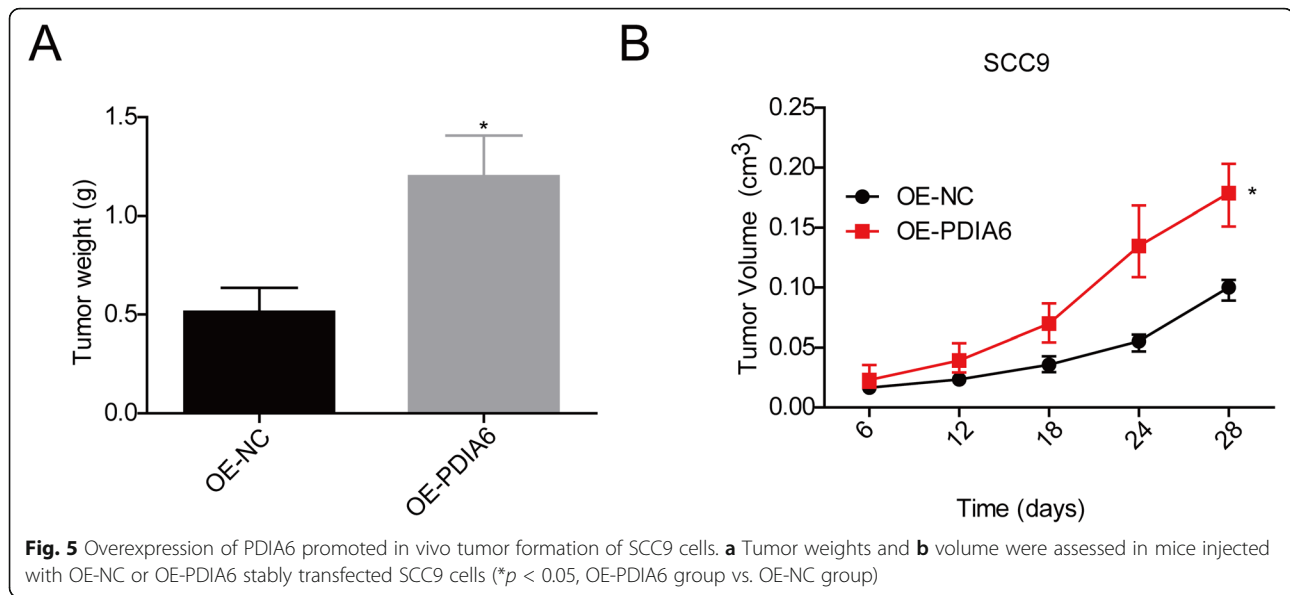 A
Tumor weight (g)
1.5
1.0
0.5
0.0
*
OE-NC
OE-PDIA6
B
SCC9
Tumor Volume (cm³)
0.25
0.20
0.15
0.10
0.05
0.00
OE-NC
OE-PDIA6
*
6
12
18
24
28
Time (days)
Fig. 5 Overexpression of PDIA6 promoted in vivo tumor formation of SCC9 cells. a Tumor weights and b volume were assessed in mice injected
with OE-NC or OE-PDIA6 stably transfected SCC9 cells (*p < 0.05, OE-PDIA6 group vs. OE-NC group)